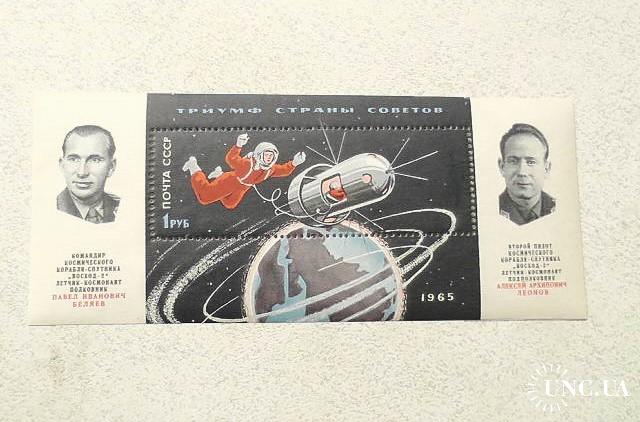 ТРИУМФ СТРАНЫ СОВЕТОВ
ПОЧТА СССР
1 РУБ
1965
КОМАНДИР
КОСМИЧЕСКОГО
КОРАБЛЯ-СПУТНИКА
„ВОСХОД-2"
ЛЕТЧИК-КОСМОНАВТ
ПОЛКОВНИК
ПАВЕЛ ИВАНОВИЧ
БЕЛЯЕВ
ВТОРОЙ ПИЛОТ
КОСМИЧЕСКОГО
КОРАБЛЯ-СПУТНИКА
„ВОСХОД-2"
ЛЕТЧИК-КОСМОНАВТ
ПОДПОЛКОВНИК
АЛЕКСЕЙ АРХИПОВИЧ
ЛЕОНОВ
UNC.UA